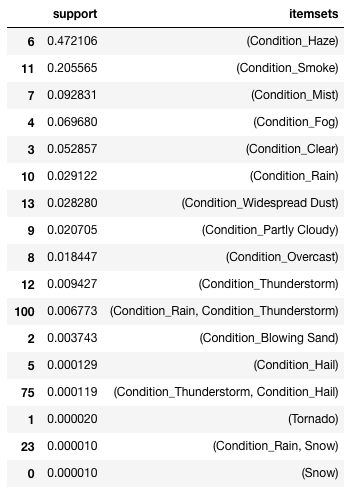 support itemsets
6 0.472106 (Condition_Haze)
11 0.205565 (Condition_Smoke)
7 0.092831 (Condition_Mist)
4 0.069680 (Condition_Fog)
3 0.052857 (Condition_Clear)
10 0.029122 (Condition_Rain)
13 0.028280 (Condition_Widespread Dust)
9 0.020705 (Condition_Partly Cloudy)
8 0.018447 (Condition_Overcast)
12 0.009427 (Condition_Thunderstorm)
100 0.006773 (Condition_Rain, Condition_Thunderstorm)
2 0.003743 (Condition_Blowing Sand)
5 0.000129 (Condition_Hail)
75 0.000119 (Condition_Thunderstorm, Condition_Hail)
1 0.000020 (Tornado)
23 0.000010 (Condition_Rain, Snow)
0 0.000010 (Snow)